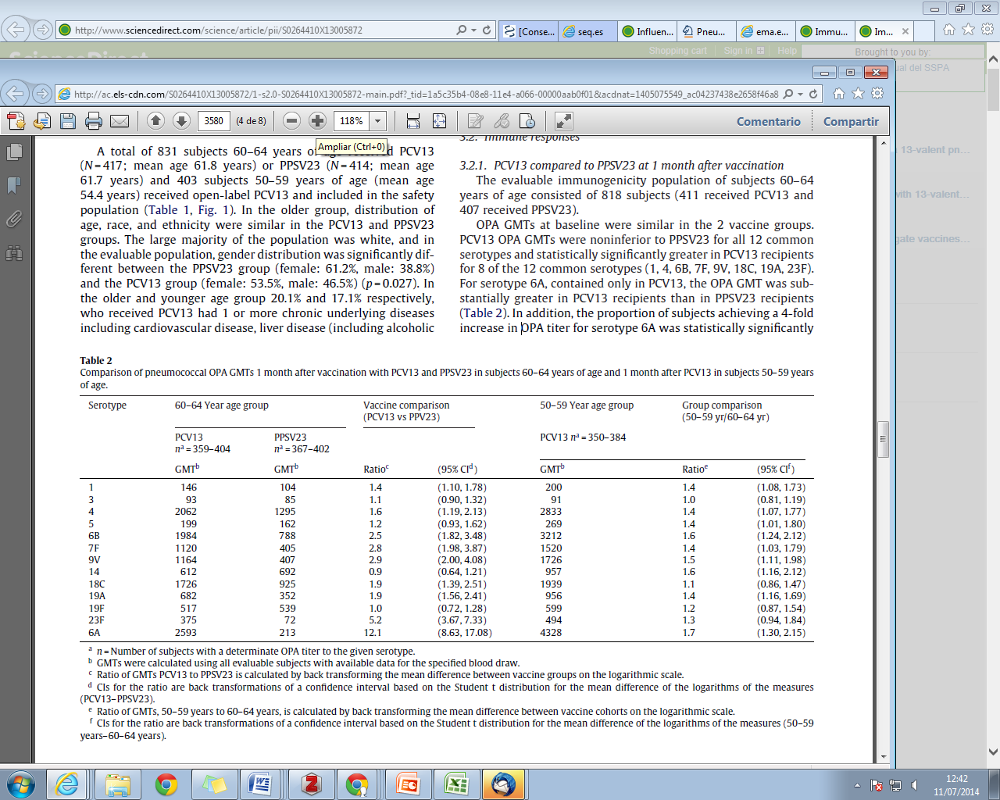 http://www.sciencedirect.com/science/article/pii/S0264410X13005872
[Conse...
seq.es
Influen...
Pneu...
ema.e...
Immu...
Im...
ScienceDirect
Shopping cart
Sign in
Help
Brought to you by:
ual del SSPA
http://ac.els-cdn.com/S0264410X13005872/1-s2.0-S0264410X13005872-main.pdf?_tid=1a5c35b4-08e8-11e4-a066-00000aab0f01&acdnat=1405075549_ac04237438e2658f46a8
3580
(4 de 8)
118%
Comentario
Compartir
Ampliar (Ctrl+0)
13-valent pn...
with 13-valent...
gate vaccines...
A total of 831 subjects 60–64 years of age received PCV13
(N = 417; mean age 61.8 years) or PPSV23 (N = 414; mean age
61.7 years) and 403 subjects 50–59 years of age (mean age
54.4 years) received open-label PCV13 and included in the safety
population (Table 1, Fig. 1). In the older group, distribution of
age, race, and ethnicity were similar in the PCV13 and PPSV23
groups. The large majority of the population was white, and in
the evaluable population, gender distribution was significantly dif-
ferent between the PPSV23 group (female: 61.2%, male: 38.8%)
and the PCV13 group (female: 53.5%, male: 46.5%) (p = 0.027). In
the older and younger age group 20.1% and 17.1% respectively,
who received PCV13 had 1 or more chronic underlying diseases
including cardiovascular disease, liver disease (including alcoholic
3.2. Immune responses
3.2.1. PCV13 compared to PPSV23 at 1 month after vaccination
The evaluable immunogenicity population of subjects 60–64
years of age consisted of 818 subjects (411 received PCV13 and
407 received PPSV23).
OPA GMTs at baseline were similar in the 2 vaccine groups.
PCV13 OPA GMTs were noninferior to PPSV23 for all 12 common
serotypes and statistically significantly greater in PCV13 recipients
for 8 of the 12 common serotypes (1, 4, 6B, 7F, 9V, 18C, 19A, 23F).
For serotype 6A, contained only in PCV13, the OPA GMT was sub-
stantially greater in PCV13 recipients than in PPSV23 recipients
(Table 2). In addition, the proportion of subjects achieving a 4-fold
increase in OPA titer for serotype 6A was statistically significantly
Table 2
Comparison of pneumococcal OPA GMTs 1 month after vaccination with PCV13 and PPSV23 in subjects 60–64 years of age and 1 month after PCV13 in subjects 50–59 years
of age.
Serotype 60–64 Year age group Vaccine comparison 50–59 Year age group Group comparison
(PCV13 vs PPV23) (50–59 yr/60–64 yr)
PCV13 PPSV23 PCV13 nª = 350–384
nª = 359–404 nª = 367–402
GMTb GMTb Ratioc (95% CId) GMTb Ratioe (95% CIf)
1 146 104 1.4 (1.10, 1.78) 200 1.4 (1.08, 1.73)
3 93 85 1.1 (0.90, 1.32) 91 1.0 (0.81, 1.19)
4 2062 1295 1.6 (1.19, 2.13) 2833 1.4 (1.07, 1.77)
5 199 162 1.2 (0.93, 1.62) 269 1.4 (1.01, 1.80)
6B 1984 788 2.5 (1.82, 3.48) 3212 1.6 (1.24, 2.12)
7F 1120 405 2.8 (1.98, 3.87) 1520 1.4 (1.03, 1.79)
9V 1164 407 2.9 (2.00, 4.08) 1726 1.5 (1.11, 1.98)
14 612 692 0.9 (0.64, 1.21) 957 1.6 (1.16, 2.12)
18C 1726 925 1.9 (1.39, 2.51) 1939 1.1 (0.86, 1.47)
19A 682 352 1.9 (1.56, 2.41) 956 1.4 (1.16, 1.69)
19F 517 539 1.0 (0.72, 1.28) 599 1.2 (0.87, 1.54)
23F 375 72 5.2 (3.67, 7.33) 494 1.3 (0.94, 1.84)
6A 2593 213 12.1 (8.63, 17.08) 4328 1.7 (1.30, 2.15)
a n = Number of subjects with a determinate OPA titer to the given serotype.
b GMTs were calculated using all evaluable subjects with available data for the specified blood draw.
c Ratio of GMTs PCV13 to PPSV23 is calculated by back transforming the mean difference between vaccine groups on the logarithmic scale.
d CIs for the ratio are back transformations of a confidence interval based on the Student t distribution for the mean difference of the logarithms of the measures
(PCV13–PPSV23).
e Ratio of GMTs, 50–59 years to 60–64 years, is calculated by back transforming the mean difference between vaccine cohorts on the logarithmic scale.
f CIs for the ratio are back transformations of a confidence interval based on the Student t distribution for the mean difference of the logarithms of the measures (50–59
years–60–64 years).
12:42
11/07/2014